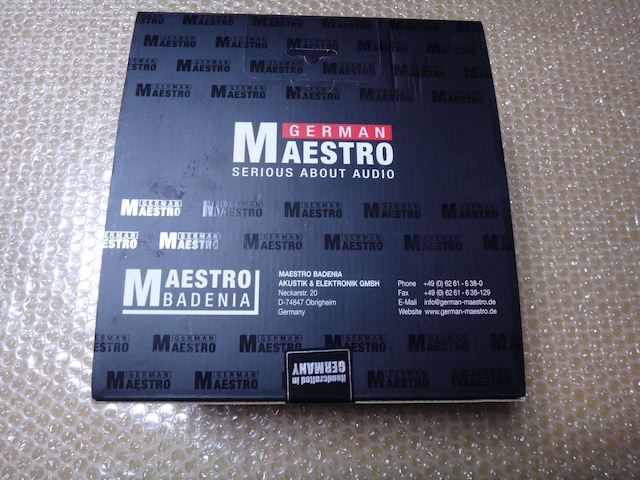 GERMAN
MAESTRO
SERIOUS ABOUT AUDIO
GERMAN
MAESTRO
MAESTRO
BADENIA
MAESTRO BADENIA
AKUSTIK & ELEKTRONIK GMBH
Neckarstr. 20
D-74847 Obrigheim
Germany
Phone +49 (0) 62 61 - 6 38-0
Fax +49 (0) 62 61 - 6 38-129
E-Mail info@german-maestro.de
Website www.german-maestro.de
Handcrafted in
GERMANY